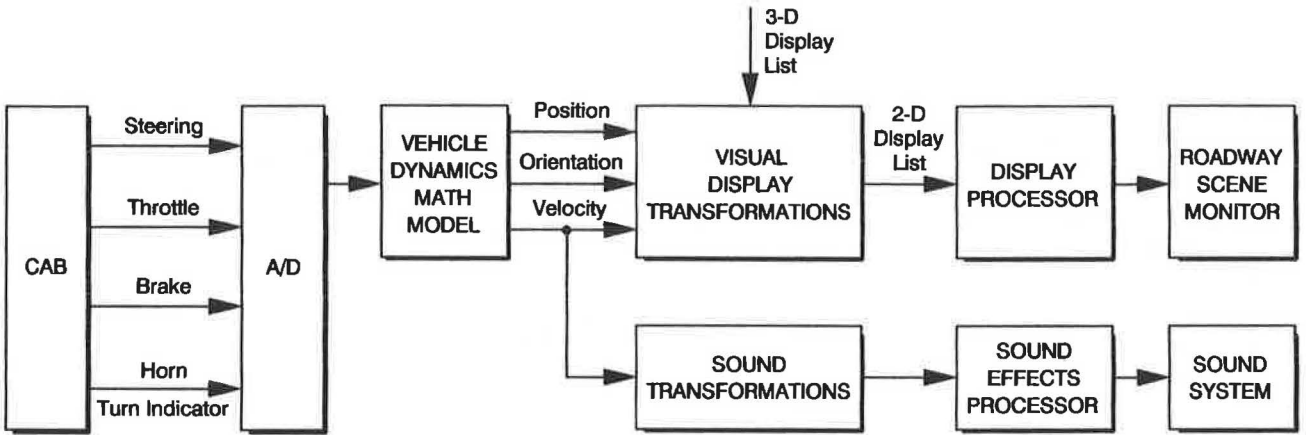 3-D
Display
List
CAB
Steering
Throttle
Brake
Horn
Turn Indicator
A/D
VEHICLE
DYNAMICS
MATH
MODEL
Position
Orientation
Velocity
VISUAL
DISPLAY
TRANSFORMATIONS
2-D
Display
List
DISPLAY
PROCESSOR
ROADWAY
SCENE
MONITOR
SOUND
TRANSFORMATIONS
SOUND
EFFECTS
PROCESSOR
SOUND
SYSTEM